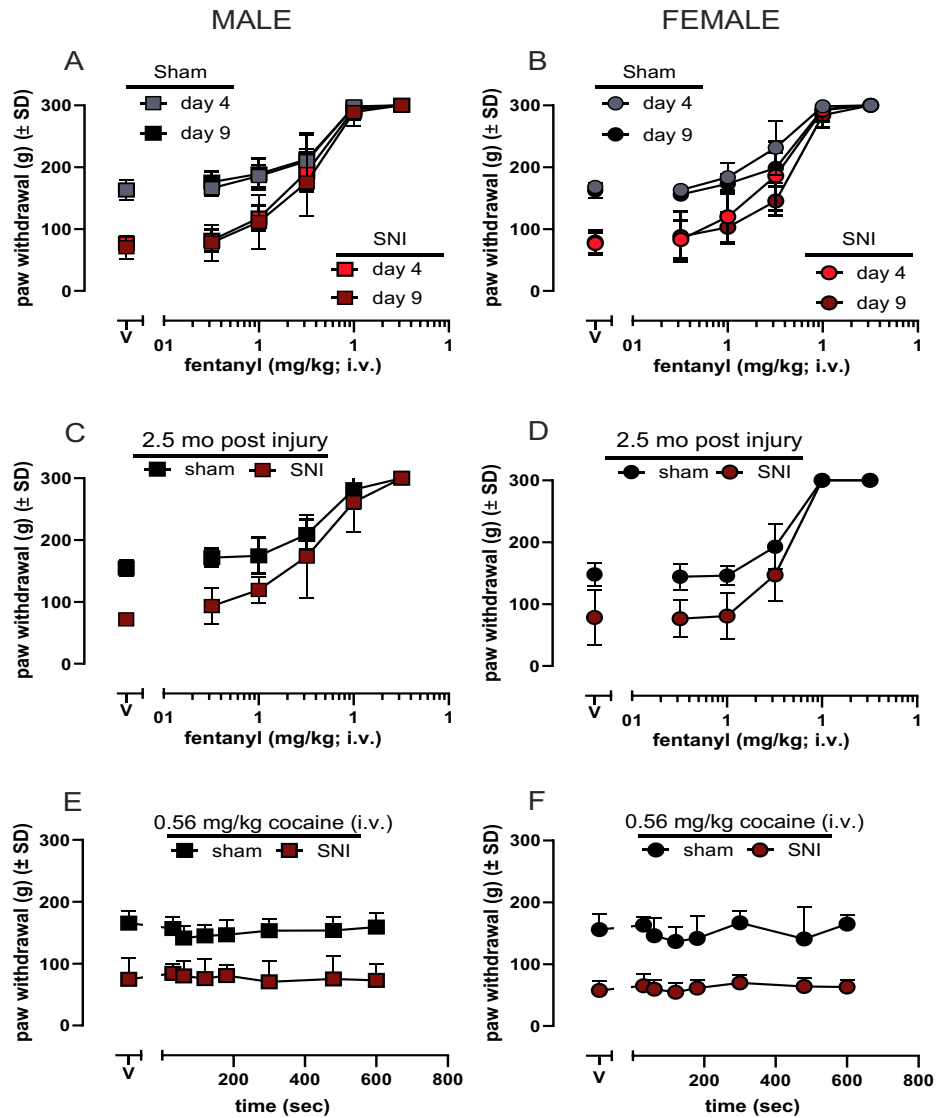 MALE
FEMALE
A
Sham
day 4
day 9
300
200
100
0
paw withdrawal (g) (± SD)
SNI
day 4
day 9
V
01
1
1
1
fentanyl (mg/kg; i.v.)
B
Sham
day 4
day 9
300
200
100
0
paw withdrawal (g) (± SD)
SNI
day 4
day 9
V
01
1
1
1
fentanyl (mg/kg; i.v.)
C
2.5 mo post injury
sham SNI
300
200
100
0
paw withdrawal (g) (± SD)
V
01
1
1
1
fentanyl (mg/kg; i.v.)
D
2.5 mo post injury
sham SNI
300
200
100
0
paw withdrawal (g) (± SD)
V
01
1
1
1
fentanyl (mg/kg; i.v.)
E
0.56 mg/kg cocaine (i.v.)
sham SNI
300
200
100
0
paw withdrawal (g) (± SD)
V
200 400 600 800
time (sec)
F
0.56 mg/kg cocaine (i.v.)
sham SNI
300
200
100
0
paw withdrawal (g) (± SD)
V
200 400 600 800
time (sec)